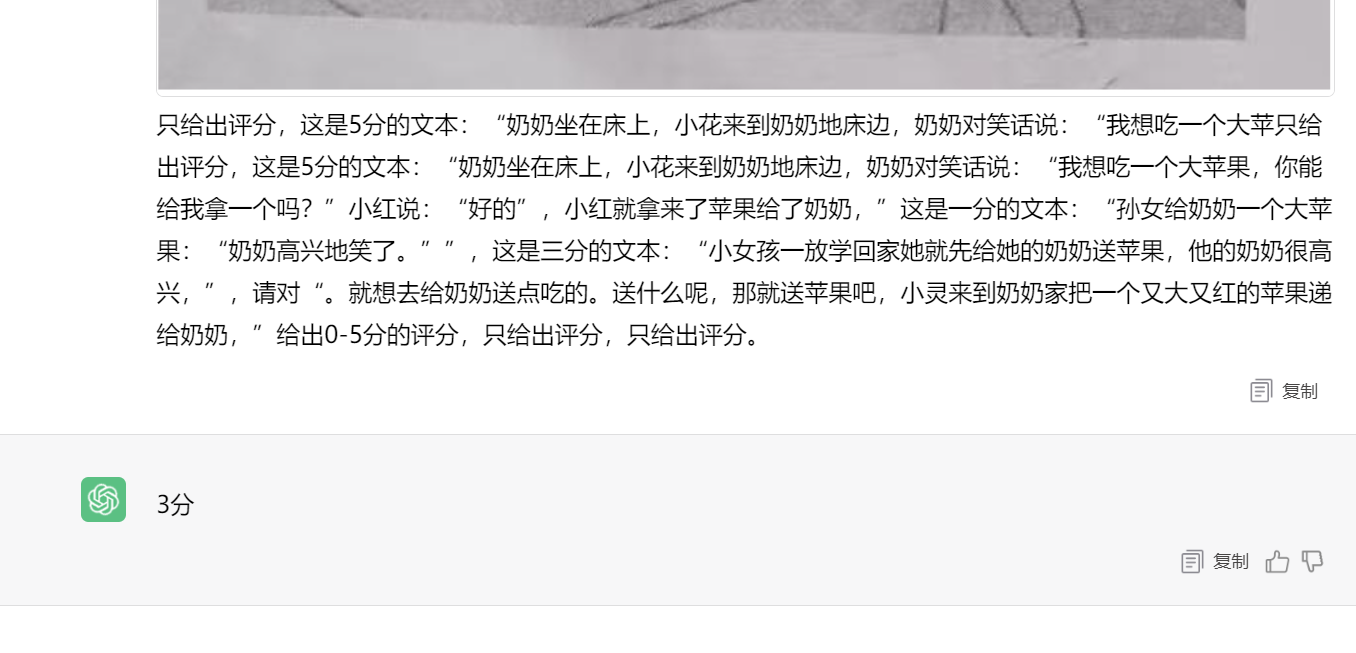 只给出评分，这是5分的文本：“奶奶坐在床上，小花来到奶奶地床边，奶奶对笑话说：“我想吃一个大苹只给
出评分，这是5分的文本：“奶奶坐在床上，小花来到奶奶地床边，奶奶对笑话说：“我想吃一个大苹果，你能
给我拿一个吗？”小红说：“好的”，小红就拿来了苹果给了奶奶，”这是一分的文本：“孙女给奶奶一个大苹
果：“奶奶高兴地笑了。””，这是三分的文本：“小女孩一放学回家她就先给她的奶奶送苹果，他的奶奶很高
兴，”，请对“。就想去给奶奶送点吃的。送什么呢，那就送苹果吧，小灵来到奶奶家把一个又大又红的苹果递
给奶奶，”给出0-5分的评分，只给出评分，只给出评分。
复制
3分
复制